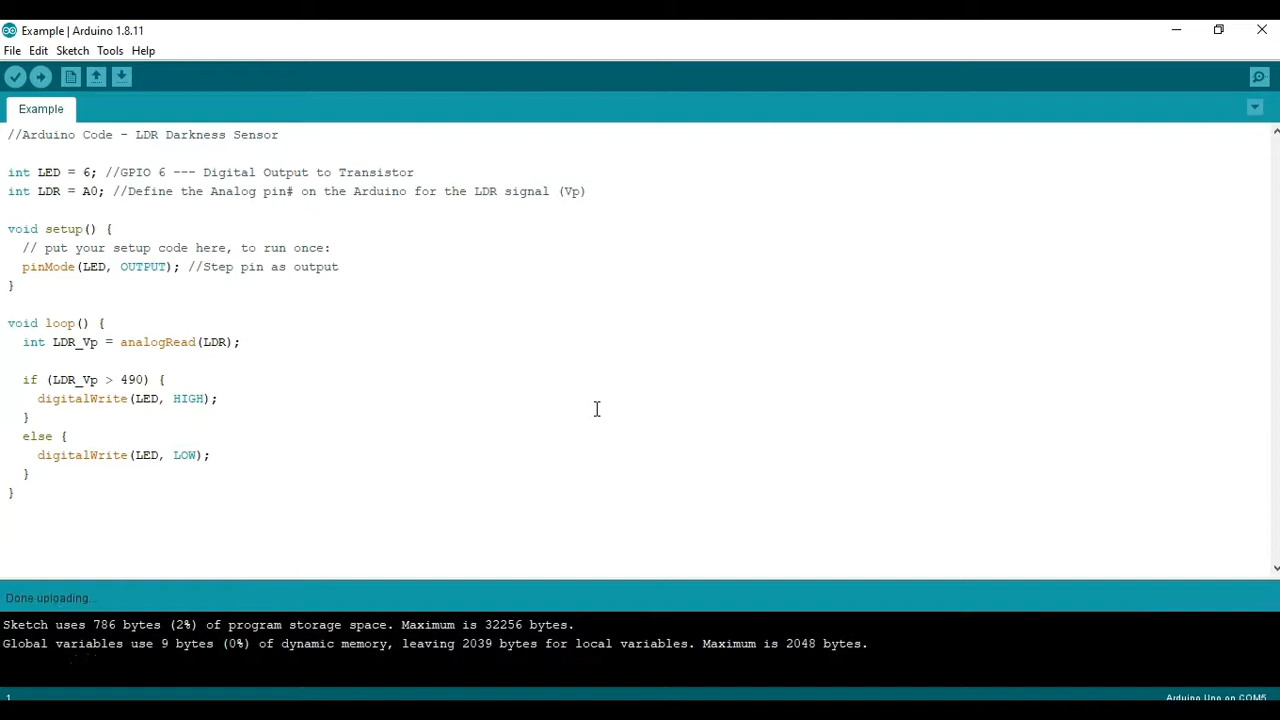 Example | Arduino 1.8.11
File Edit Sketch Tools Help
Example
//Arduino Code - LDR Darkness Sensor
int LED = 6; //GPIO 6 --- Digital Output to Transistor
int LDR = A0; //Define the Analog pin# on the Arduino for the LDR signal (Vp)
void setup() {
// put your setup code here, to run once:
pinMode(LED, OUTPUT); //Step pin as output
}
void loop() {
int LDR_Vp = analogRead(LDR);
if (LDR_Vp > 490) {
digitalWrite(LED, HIGH);
}
else {
digitalWrite(LED, LOW);
}
}
Done uploading.
Sketch uses 786 bytes (2%) of program storage space. Maximum is 32256 bytes.
Global variables use 9 bytes (0%) of dynamic memory, leaving 2039 bytes for local variables. Maximum is 2048 bytes.
1
Arduino Uno on COM5